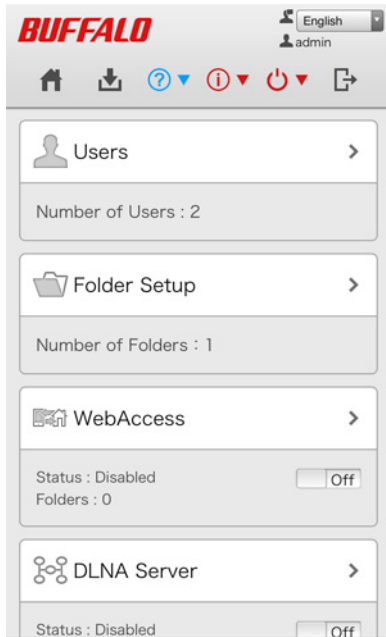 BUFFALO
English
admin
Users
Number of Users : 2
Folder Setup
Number of Folders : 1
WebAccess
Status : Disabled
Off
Folders : 0
DLNA Server
Status : Disabled
Off